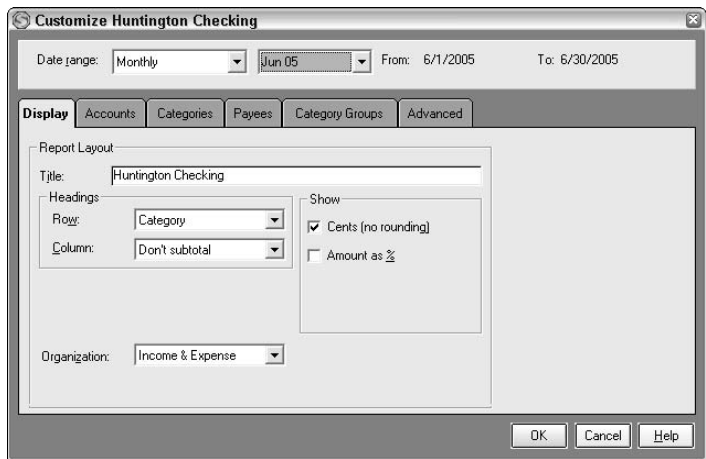 Customize Huntington Checking
Date range: Monthly Jun 05 From: 6/1/2005 To: 6/30/2005
Display Accounts Categories Payees Category Groups Advanced
Report Layout
Title: Huntington Checking
Headings
Row: Category
Column: Don't subtotal
Show
Cents (no rounding)
Amount as %
Organization: Income & Expense
OK Cancel Help